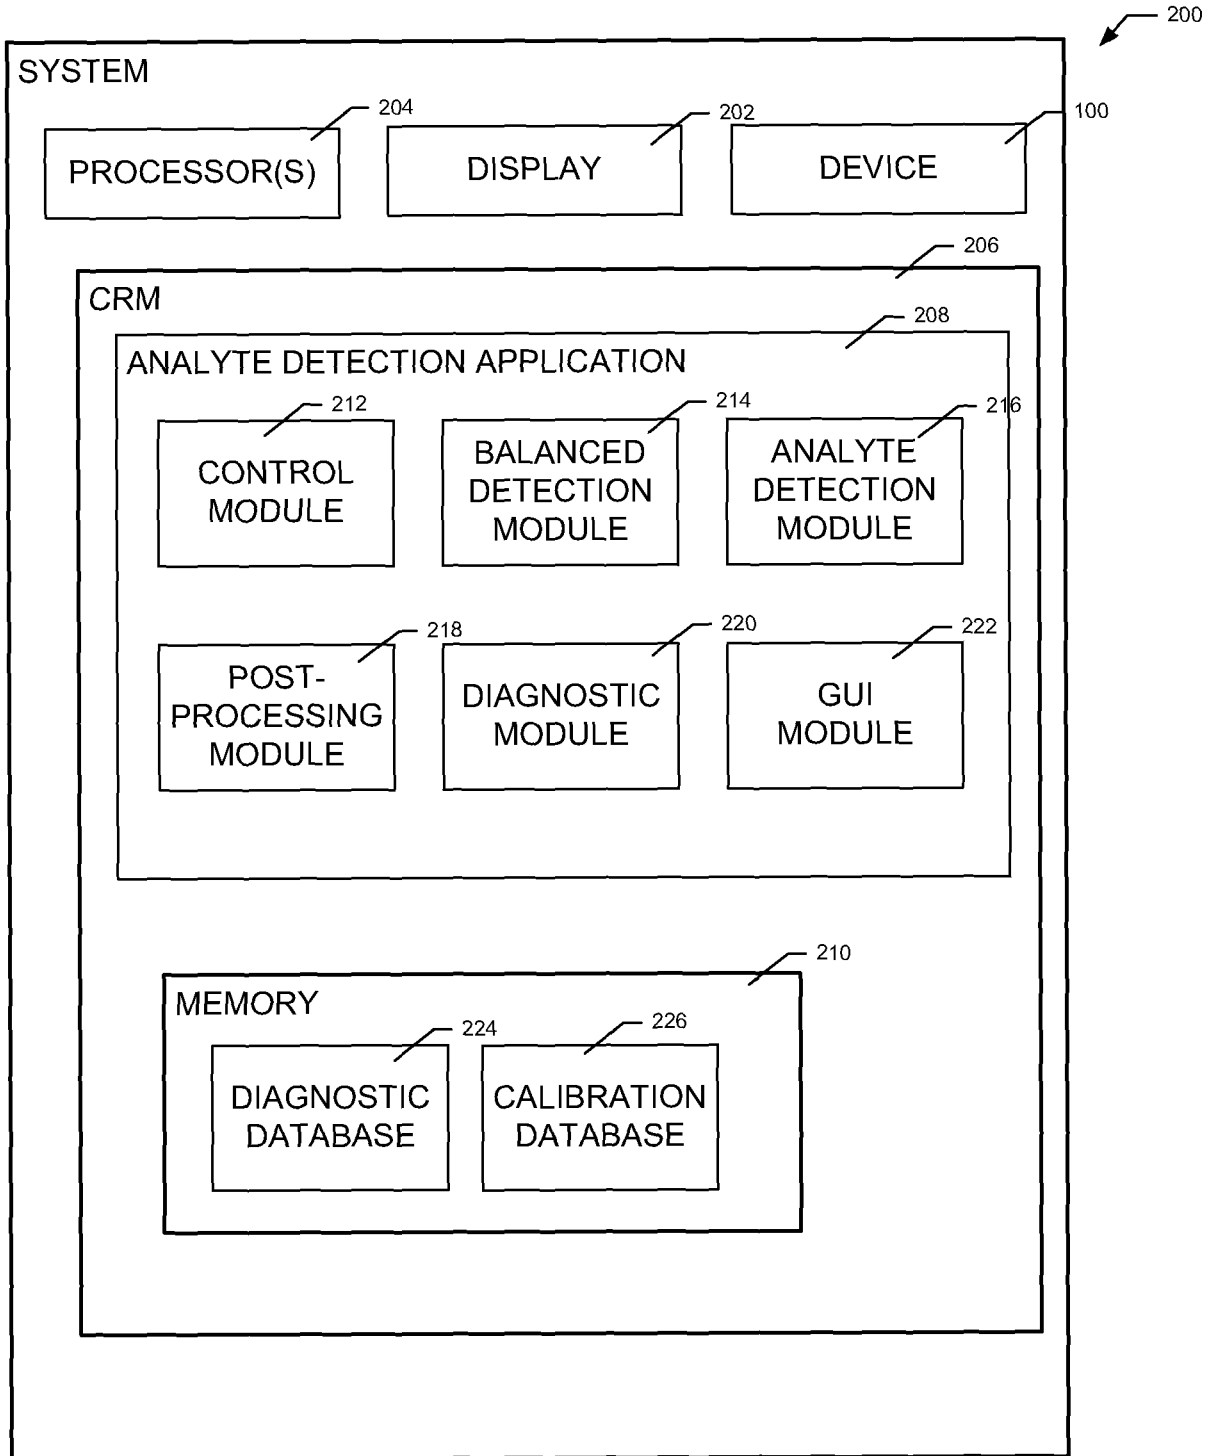 200
SYSTEM
204
PROCESSOR(S)
202
DISPLAY
100
DEVICE
206
CRM
208
ANALYTE DETECTION APPLICATION
212
CONTROL
MODULE
214
BALANCED
DETECTION
MODULE
216
ANALYTE
DETECTION
MODULE
218
POST-
PROCESSING
MODULE
220
DIAGNOSTIC
MODULE
222
GUI
MODULE
210
MEMORY
224
DIAGNOSTIC
DATABASE
226
CALIBRATION
DATABASE